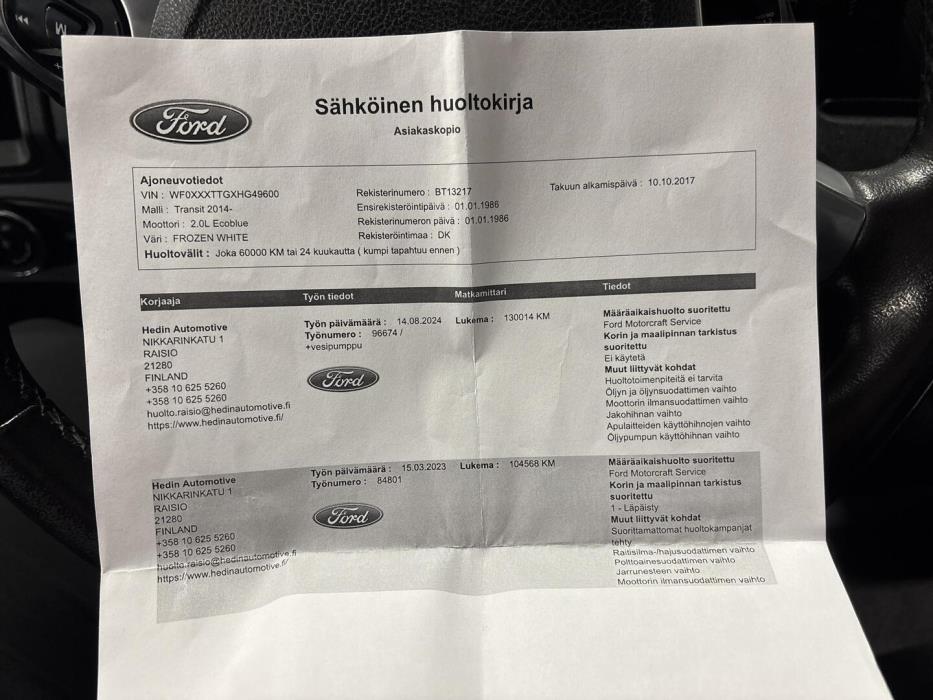 Ford
Sähköinen huoltokirja
Asiakaskopio
Ajoneuvotiedot
VIN : WF0XXXTTGXHG49600
Malli : Transit 2014-
Moottori : 2.0L Ecoblue
Väri : FROZEN WHITE
Rekisterinumero : BT13217
Ensirekisteröintipäivä : 01.01.1986
Rekisterinumeron päivä : 01.01.1986
Rekisteröintimaa : DK
Takuun alkamispäivä : 10.10.2017
Huoltovälit : Joka 60000 KM tai 24 kuukautta ( kumpi tapahtuu ennen )
Korjaaja Työn tiedot Matkamittari Tiedot
Hedin Automotive
NIKKARINKATU 1
RAISIO
21280
FINLAND
+358 10 625 5260
+358 10 625 5260
huolto.raisio@hedinautomotive.fi
https://www.hedinautomotive.fi/
Työn päivämäärä : 14.08.2024
Työnumero : 96674 /
+vesipumppu
Ford
Lukema : 130014 KM
Määräaikaishuolto suoritettu
Ford Motorcraft Service
Korin ja maalipinnan tarkistus
suoritettu
Ei käytetä
Muut liittyvät kohdat
Huoltotoimenpiteitä ei tarvita
Öljyn ja öljynsuodattimen vaihto
Moottorin ilmansuodattimen vaihto
Jakohihnan vaihto
Apulaitteiden käyttöhihnojen vaihto
Öljypumpun käyttöhihnan vaihto
Hedin Automotive
NIKKARINKATU 1
RAISIO
21280
FINLAND
+358 10 625 5260
+358 10 625 5260
huolto.raisio@hedinautomotive.fi
https://www.hedinautomotive.fi/
Työn päivämäärä : 15.03.2023
Työnumero : 84801
Ford
Lukema : 104568 KM
Määräaikaishuolto suoritettu
Ford Motorcraft Service
Korin ja maalipinnan tarkistus
suoritettu
1 - Läpäisty
Muut liittyvät kohdat
Suorittamattomat huoltokampanjat
tehty
Raitisilma-/hajusuodattimen vaihto
Polttoainesuodattimen vaihto
Jarrunesteen vaihto
Moottorin ilmansuodattimen vaihto